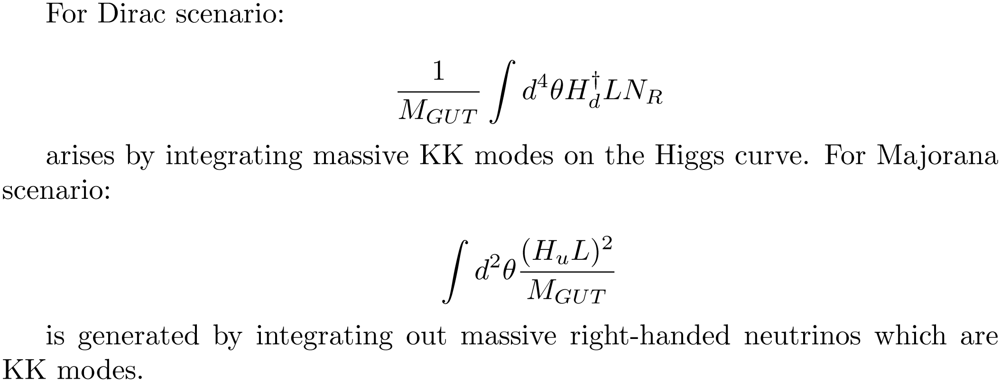 For Dirac scenario:
\frac{1}{M_{GUT}} \int d^4\theta H_d^\dagger L N_R
arises by integrating massive KK modes on the Higgs curve. For Majorana
scenario:
\int d^2\theta \frac{(H_u L)^2}{M_{GUT}}
is generated by integrating out massive right-handed neutrinos which are
KK modes.